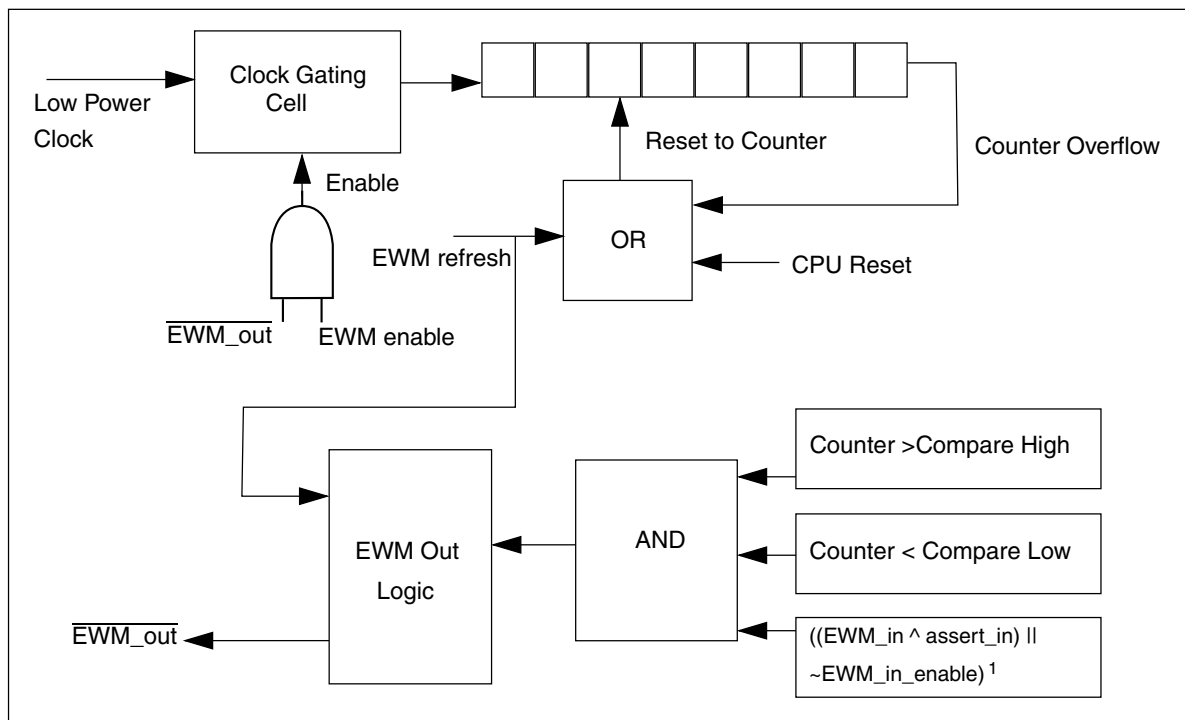 Clock Gating
Cell
Low Power
Clock
Reset to Counter
Counter Overflow
Enable
OR
EWM refresh
CPU Reset
EWM_out
EWM enable
Counter >Compare High
EWM Out
Logic
AND
Counter < Compare Low
EWM_out
((EWM_in ^ assert_in) ||
~EWM_in_enable) 1